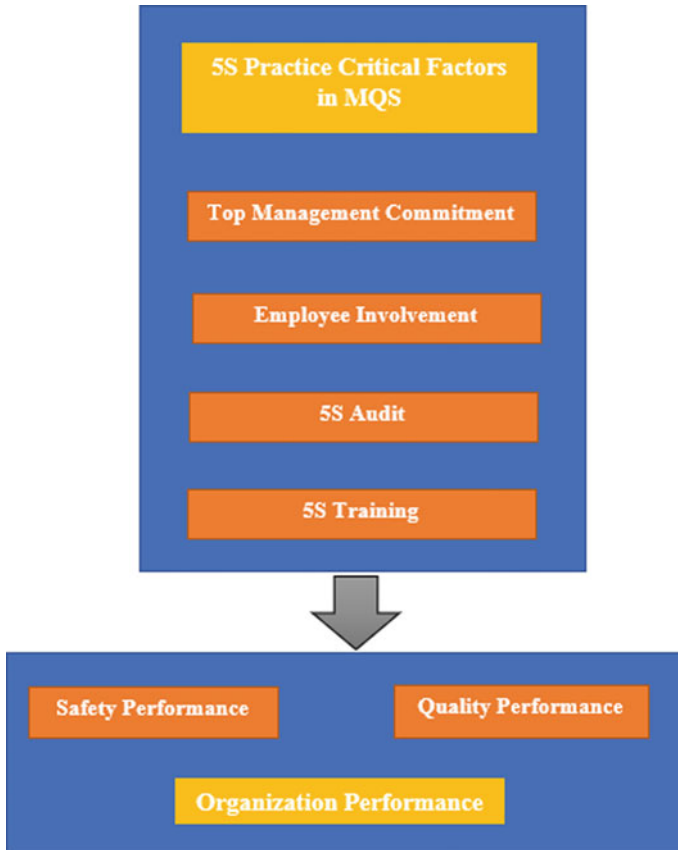 5S Practice Critical Factors
in MQS
Top Management Commitment
Employee Involvement
5S Audit
5S Training
Safety Performance
Quality Performance
Organization Performance